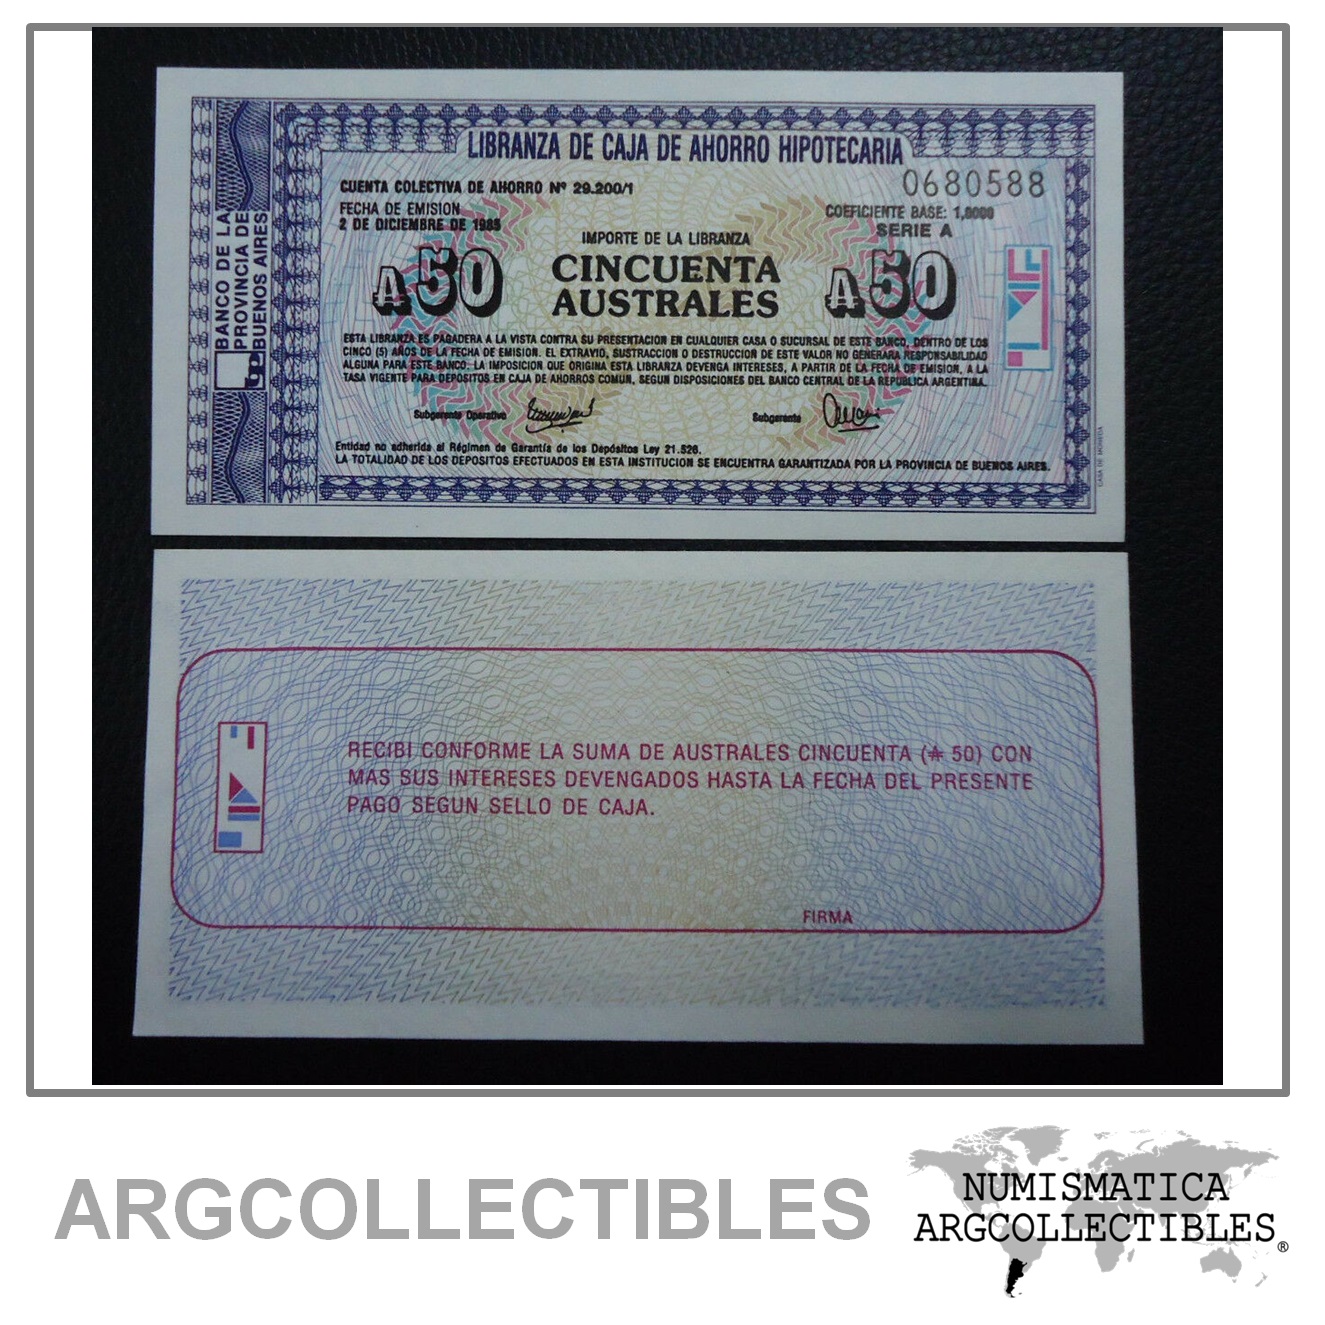 LIBRANZA DE CAJA DE AHORRO HIPOTECARIA
CUENTA COLECTIVA DE AHORRO Nº 29.200/1
0680588
FECHA DE EMISION
2 DE DICIEMBRE DE 1985
COEFICIENTE BASE: 1,0000
SERIE A
IMPORTE DE LA LIBRANZA
₳50
CINCUENTA
AUSTRALES
₳50
BANCO DE LA
PROVINCIA DE
BUENOS AIRES
ESTA LIBRANZA ES PAGADERA A LA VISTA CONTRA SU PRESENTACION EN CUALQUIER CASA O SUCURSAL DE ESTE BANCO, DENTRO DE LOS
CINCO (5) AÑOS DE LA FECHA DE EMISION. EL EXTRAVIO, SUSTRACCION O DESTRUCCION DE ESTE VALOR NO GENERARA RESPONSABILIDAD
ALGUNA PARA ESTE BANCO. LA IMPOSICION QUE ORIGINA ESTA LIBRANZA DEVENGA INTERESES, A PARTIR DE LA FECHA DE EMISION, A LA
TASA VIGENTE PARA DEPOSITOS EN CAJA DE AHORROS COMUN, SEGUN DISPOSICIONES DEL BANCO CENTRAL DE LA REPUBLICA ARGENTINA.
Subgerente Operativo
Subgerente
Entidad no adherida al Régimen de Garantía de los Depósitos Ley 21.526.
LA TOTALIDAD DE LOS DEPOSITOS EFECTUADOS EN ESTA INSTITUCION SE ENCUENTRA GARANTIZADA POR LA PROVINCIA DE BUENOS AIRES.
CASA DE MONEDA
RECIBI CONFORME LA SUMA DE AUSTRALES CINCUENTA (₳ 50) CON
MAS SUS INTERESES DEVENGADOS HASTA LA FECHA DEL PRESENTE
PAGO SEGUN SELLO DE CAJA.
FIRMA
ARGCOLLECTIBLES
NUMISMATICA
ARGCOLLECTIBLES®